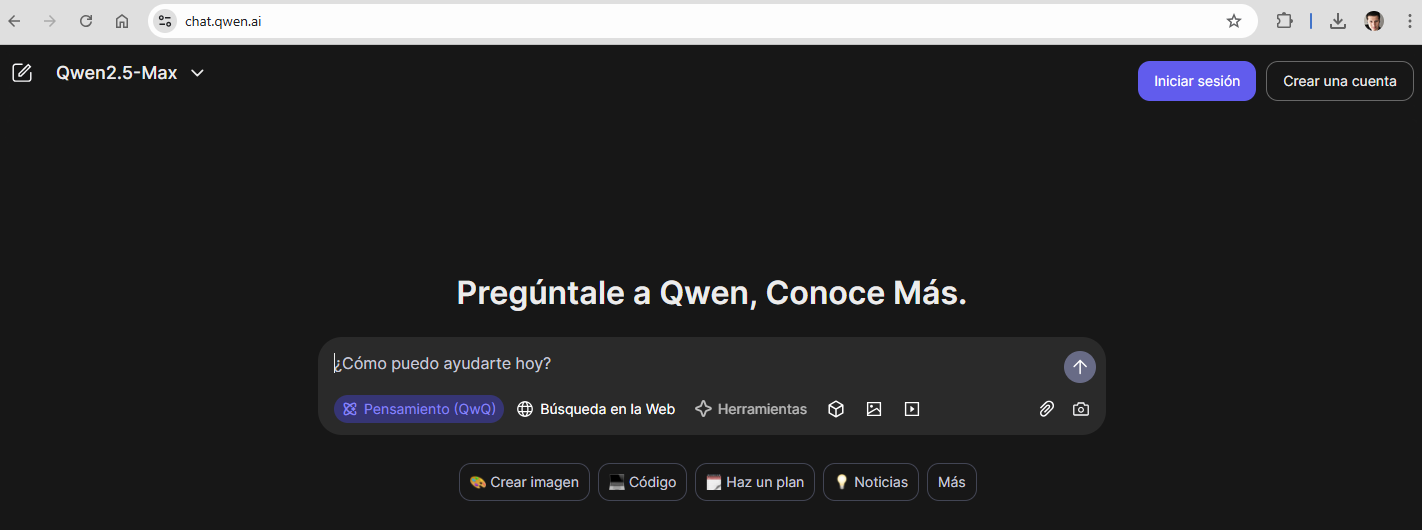 chat.qwen.ai
Qwen2.5-Max
Iniciar sesión
Crear una cuenta
Pregúntale a Qwen, Conoce Más.
¿Cómo puedo ayudarte hoy?
Pensamiento (QwQ) Búsqueda en la Web Herramientas
Crear imagen Código Haz un plan Noticias Más